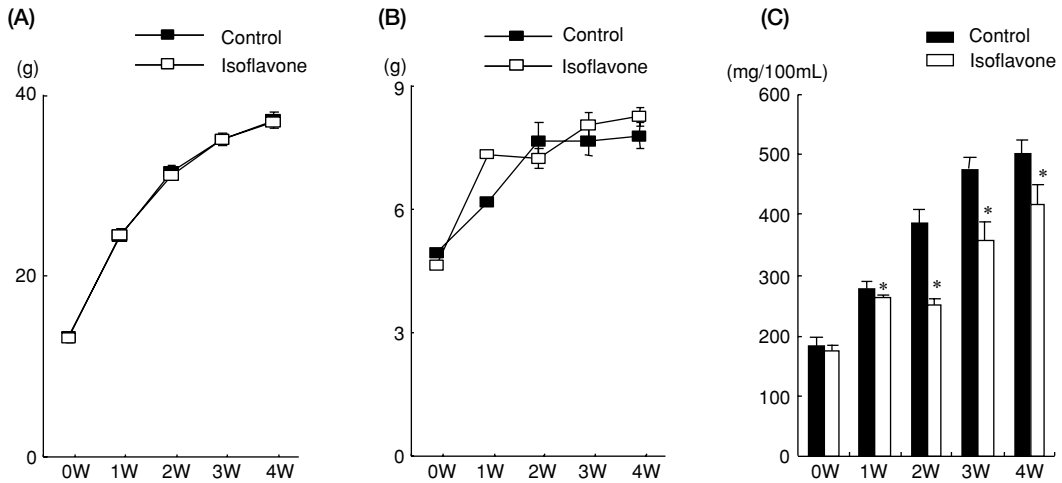 (A)
Control
Isoflavone
(g)
40
20
0
0W 1W 2W 3W 4W
(B)
Control
Isoflavone
(g)
9
6
3
0
0W 1W 2W 3W 4W
(C)
Control
Isoflavone
(mg/100mL)
600
500
400
300
200
100
0
* * * *
0W 1W 2W 3W 4W